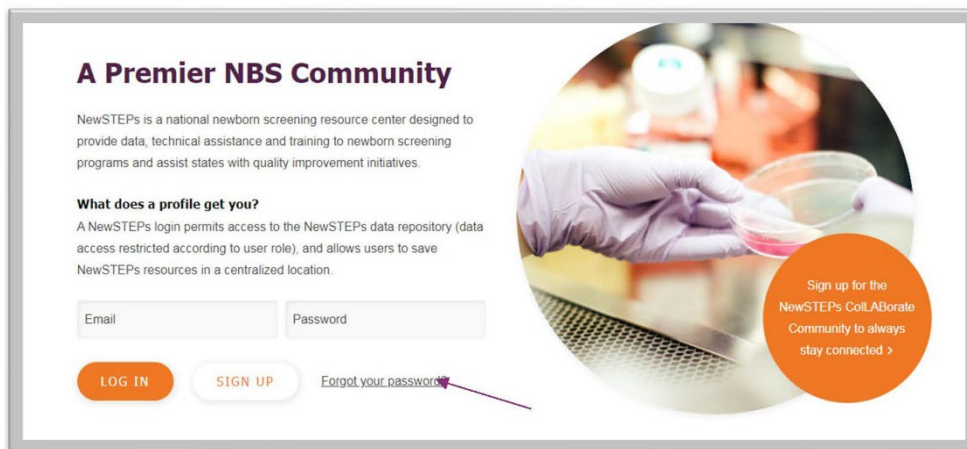 A Premier NBS Community
NewSTEPs is a national newborn screening resource center designed to
provide data, technical assistance and training to newborn screening
programs and assist states with quality improvement initiatives.
What does a profile get you?
A NewSTEPs login permits access to the NewSTEPs data repository (data
access restricted according to user role), and allows users to save
NewSTEPs resources in a centralized location.
Email
Password
LOG IN
SIGN UP
Forgot your password?
Sign up for the
NewSTEPs ColLABorate
Community to always
stay connected >